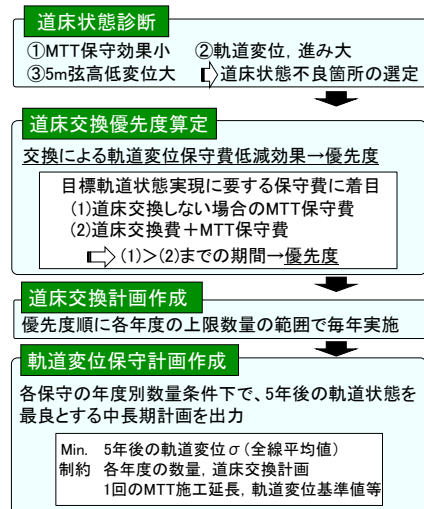 道床状態診断
①MTT保守効果小　②軌道変位，進み大
③5m弦高低変位大　⇨道床状態不良箇所の選定
道床交換優先度算定
交換による軌道変位保守費低減効果→優先度
目標軌道状態実現に要する保守費に着目
(1)道床交換しない場合のMTT保守費
(2)道床交換費＋MTT保守費
⇨(1)＞(2)までの期間→優先度
道床交換計画作成
優先度順に各年度の上限数量の範囲で毎年実施
軌道変位保守計画作成
各保守の年度別数量条件下で、5年後の軌道状態を
最良とする中長期計画を出力
Min.　5年後の軌道変位σ(全線平均値)
制約　各年度の数量，道床交換計画
1回のMTT施工延長，軌道変位基準値等